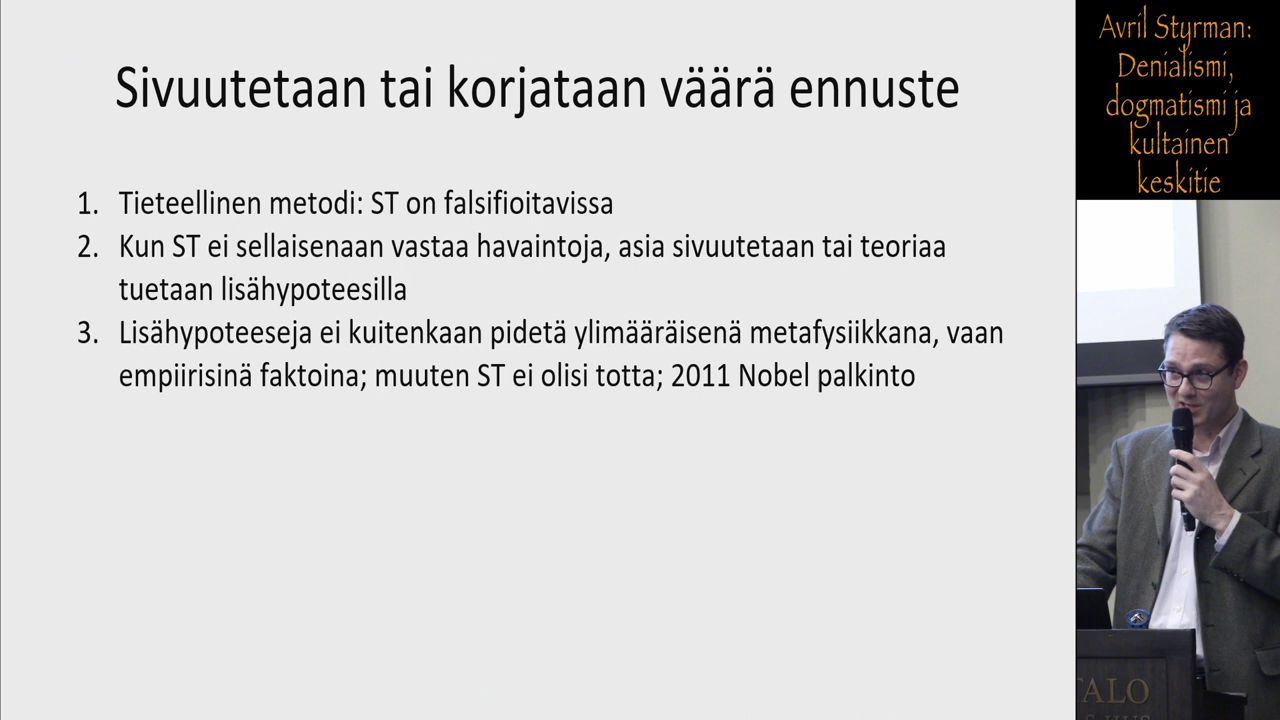 Sivuutetaan tai korjataan väärä ennuste
1. Tieteellinen metodi: ST on falsifioitavissa
2. Kun ST ei sellaisenaan vastaa havaintoja, asia sivuutetaan tai teoriaa
tuetaan lisähypoteesilla
3. Lisähypoteeseja ei kuitenkaan pidetä ylimääräisenä metafysiikkana, vaan
empiirisinä faktoina; muuten ST ei olisi totta; 2011 Nobel palkinto
Avril Styrman:
Denialismi,
dogmatismi ja
kultainen
keskitie
TALO